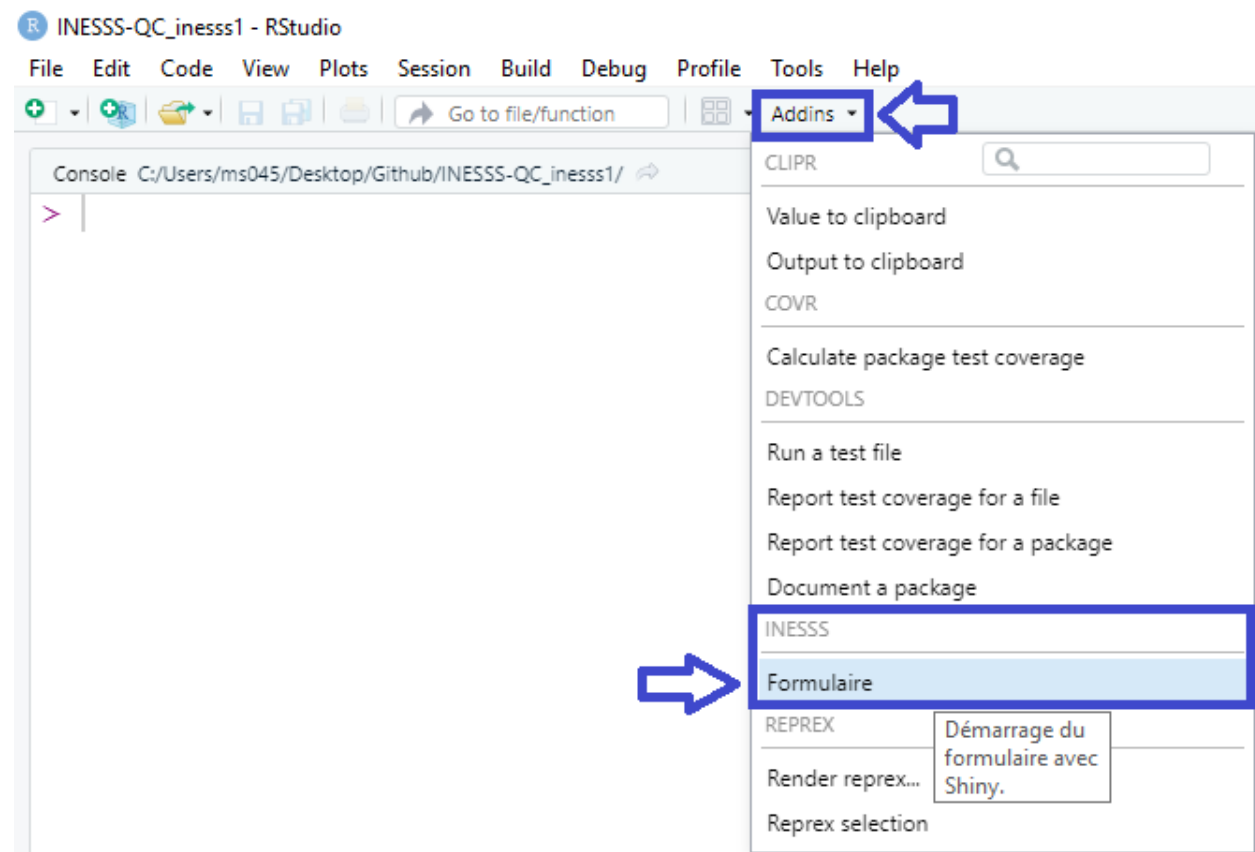 R INESSS-QC_inesss1 - RStudio
File Edit Code View Plots Session Build Debug Profile Tools Help
Go to file/function Addins
Console C:/Users/ms045/Desktop/Github/INESSS-QC_inesss1/
>
CLIPR
Value to clipboard
Output to clipboard
COVR
Calculate package test coverage
DEVTOOLS
Run a test file
Report test coverage for a file
Report test coverage for a package
Document a package
INESSS
Formulaire
REPREX
Démarrage du
formulaire avec
Shiny.
Render reprex...
Reprex selection